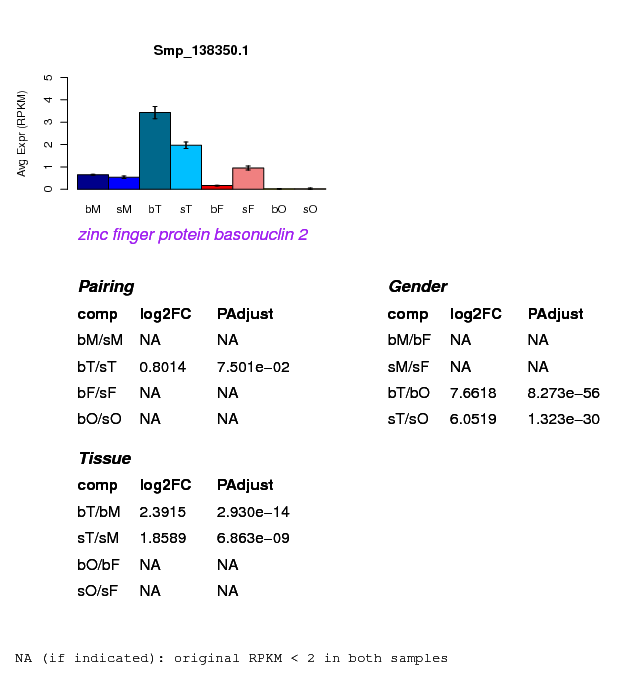 Smp_138350.1
Avg Expr (RPKM)
5
4
3
2
1
0
bM sM bT sT bF sF bO sO
zinc finger protein basonuclin 2
Pairing
comp log2FC PAdjust
bM/sM NA NA
bT/sT 0.8014 7.501e−02
bF/sF NA NA
bO/sO NA NA
Gender
comp log2FC PAdjust
bM/bF NA NA
sM/sF NA NA
bT/bO 7.6618 8.273e−56
sT/sO 6.0519 1.323e−30
Tissue
comp log2FC PAdjust
bT/bM 2.3915 2.930e−14
sT/sM 1.8589 6.863e−09
bO/bF NA NA
sO/sF NA NA
NA (if indicated): original RPKM < 2 in both samples